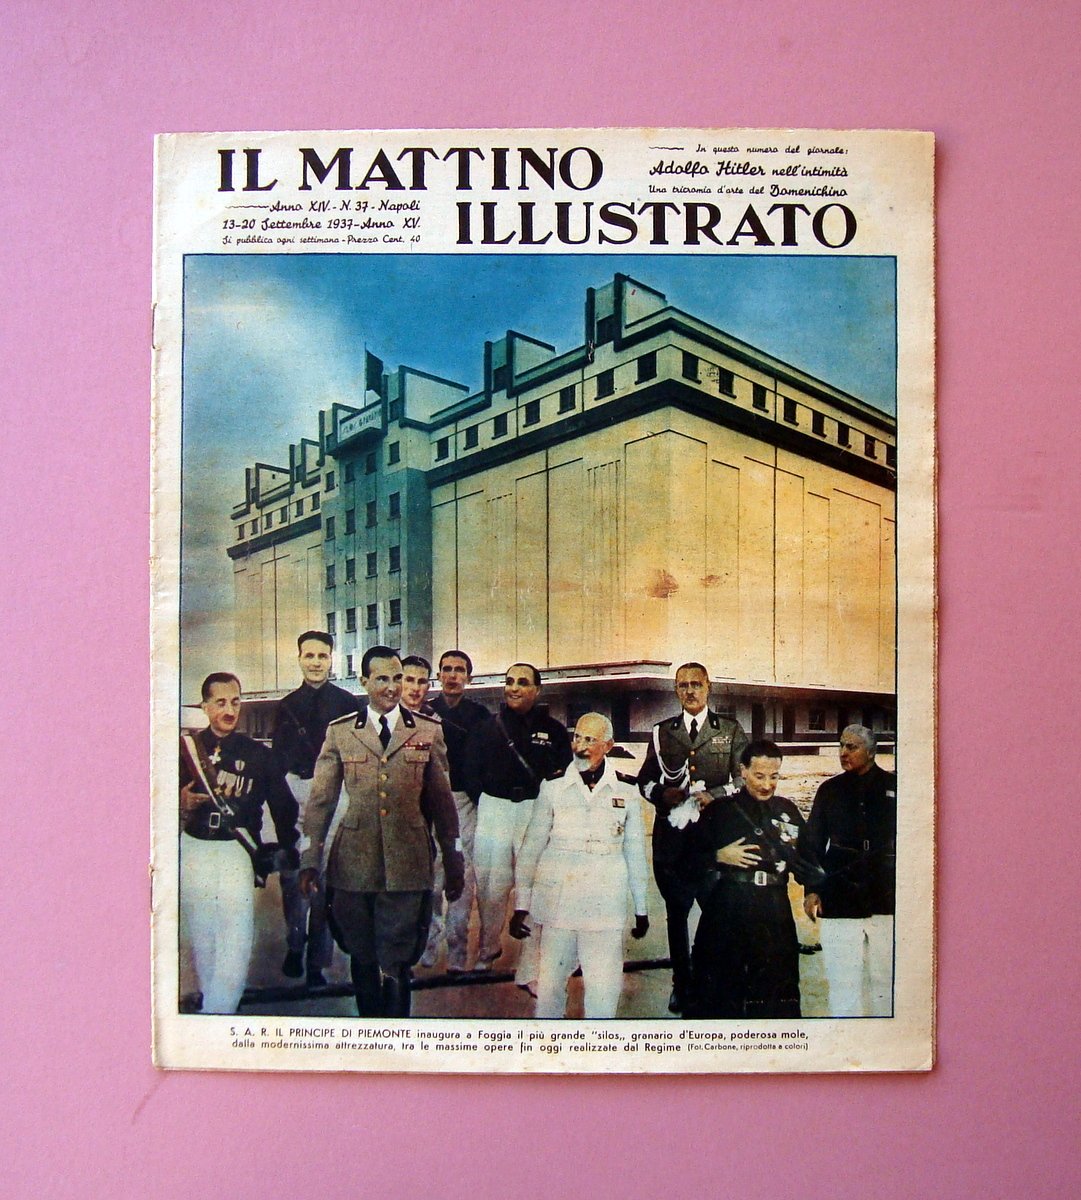 IL MATTINO
ILLUSTRATO
In questo numero del giornale:
Adolfo Hitler nell'intimità
Una tricromia d'arte del Domenichino
Anno XIV. - N. 37 - Napoli
13-20 Settembre 1937 - Anno XV.
Si pubblica ogni settimana - Prezzo Cent. 40
S. A. R. IL PRINCIPE DI PIEMONTE inaugura a Foggia il più grande "silos,, granario d'Europa, poderosa mole,
dalla modernissima attrezzatura, tra le massime opere fin oggi realizzate dal Regime (Fot. Carbone, riprodotta a colori)